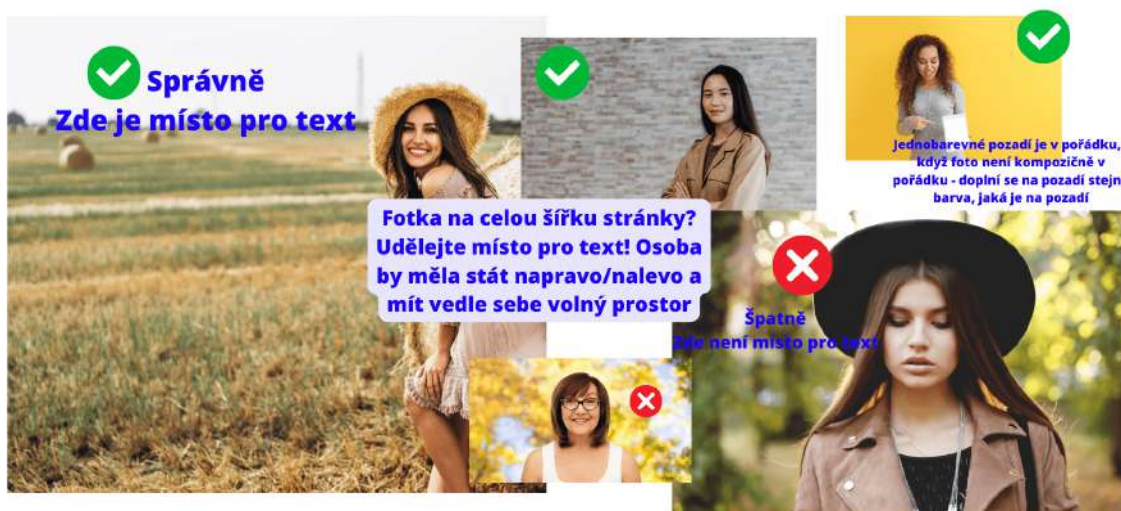 Správně
Zde je místo pro text
Jednobarevné pozadí je v pořádku,
když foto není kompozičně v
pořádku - doplní se na pozadí stejn
barva, jaká je na pozadí
Fotka na celou šířku stránky?
Udělejte místo pro text! Osoba
by měla stát napravo/nalevo a
mít vedle sebe volný prostor
Špatně
Zde není místo pro text